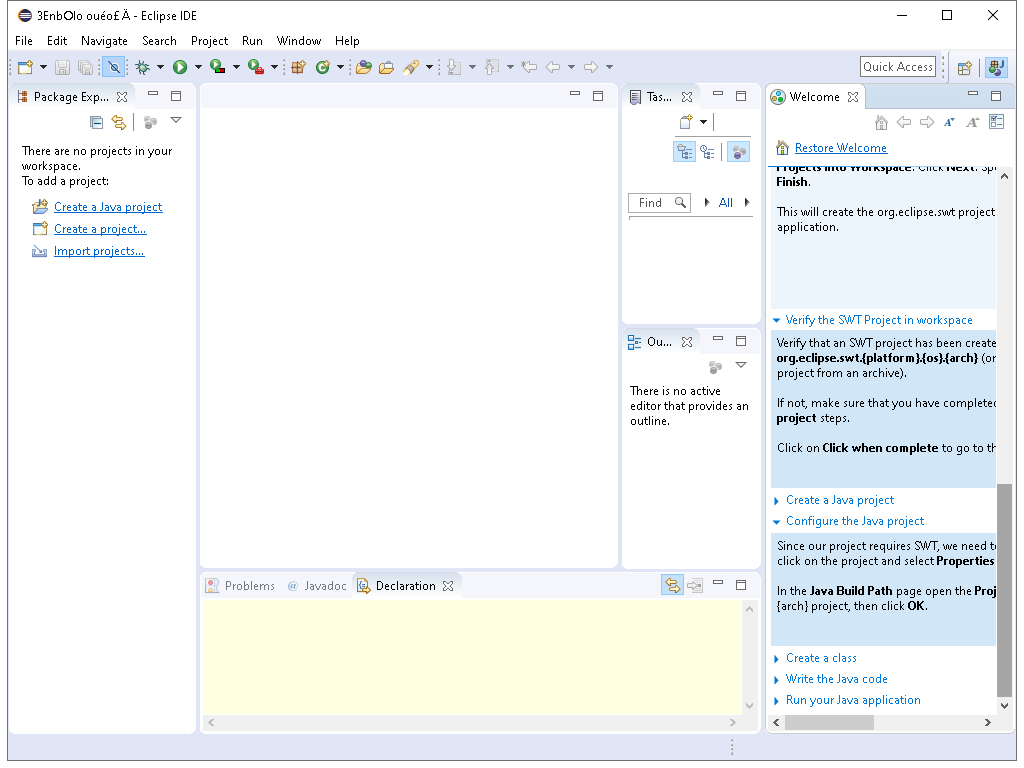 3EnbOlo ouéo£Ä - Eclipse IDE
File Edit Navigate Search Project Run Window Help
Quick Access
Package Exp...
There are no projects in your
workspace.
To add a project:
Create a Java project
Create a project...
Import projects...
Tas...
Find
All
Ou...
There is no active
editor that provides an
outline.
Problems @ Javadoc Declaration
Welcome
Restore Welcome
Projects into Workspace. Click Next.
Finish.
This will create the org.eclipse.swt project
application.
Verify the SWT Project in workspace
Verify that an SWT project has been create
org.eclipse.swt.{platform}.{os}.{arch} (or
project from an archive).
If not, make sure that you have completed
project steps.
Click on Click when complete to go to th
Create a Java project
Configure the Java project
Since our project requires SWT, we need to
click on the project and select Properties
In the Java Build Path page open the Proj
{arch} project, then click OK.
Create a class
Write the Java code
Run your Java application